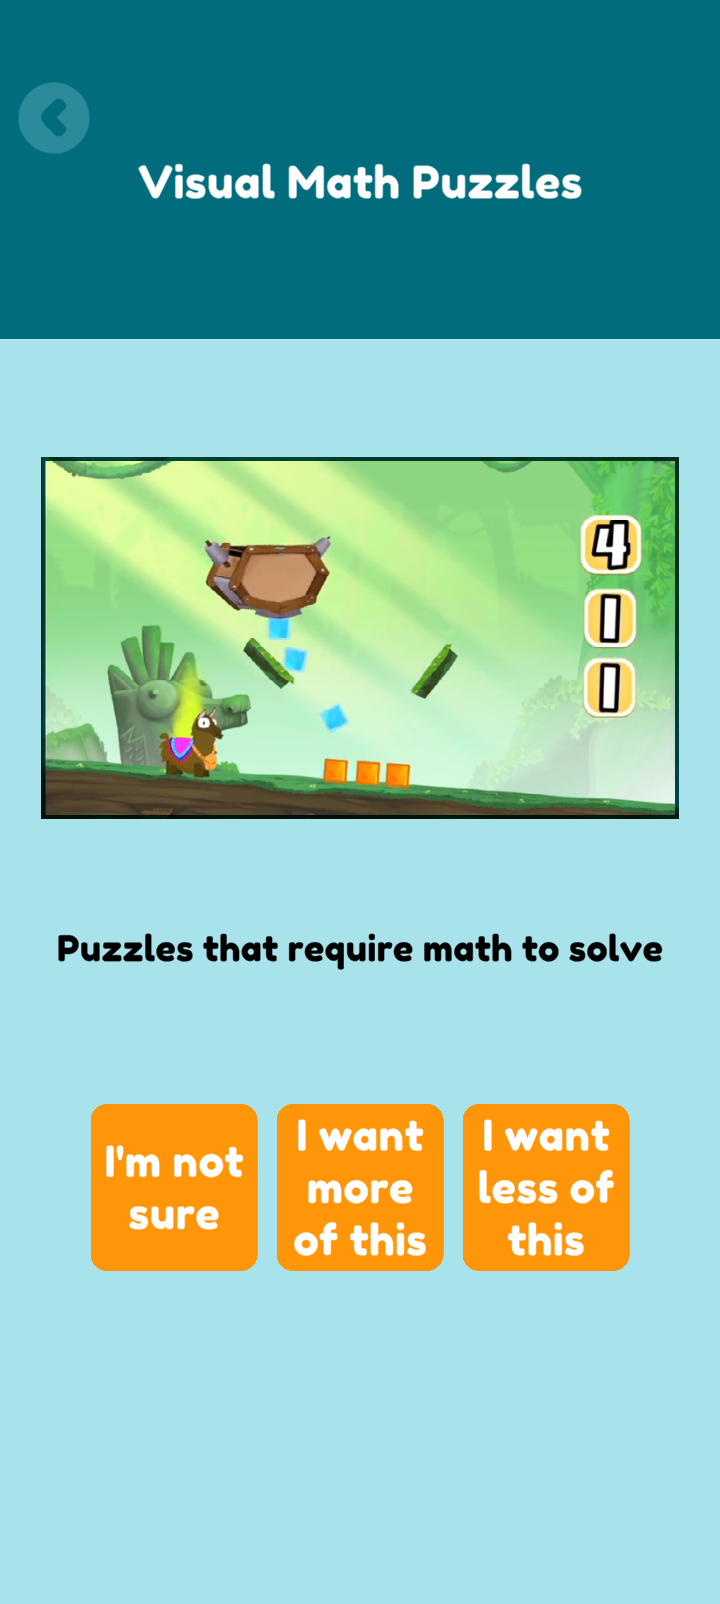 Visual Math Puzzles
4
1
1
Puzzles that require math to solve
I'm not
sure
I want
more
of this
I want
less of
this